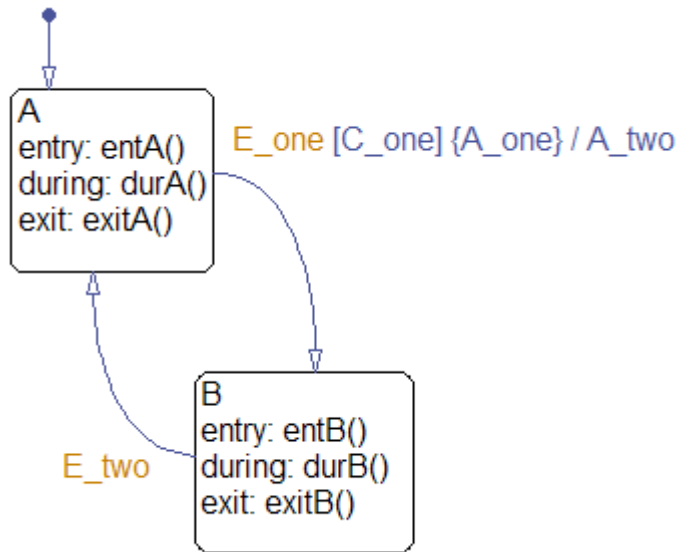 A
entry: entA()
during: durA()
exit: exitA()
E_one [C_one] {A_one} / A_two
B
entry: entB()
during: durB()
exit: exitB()
E_two